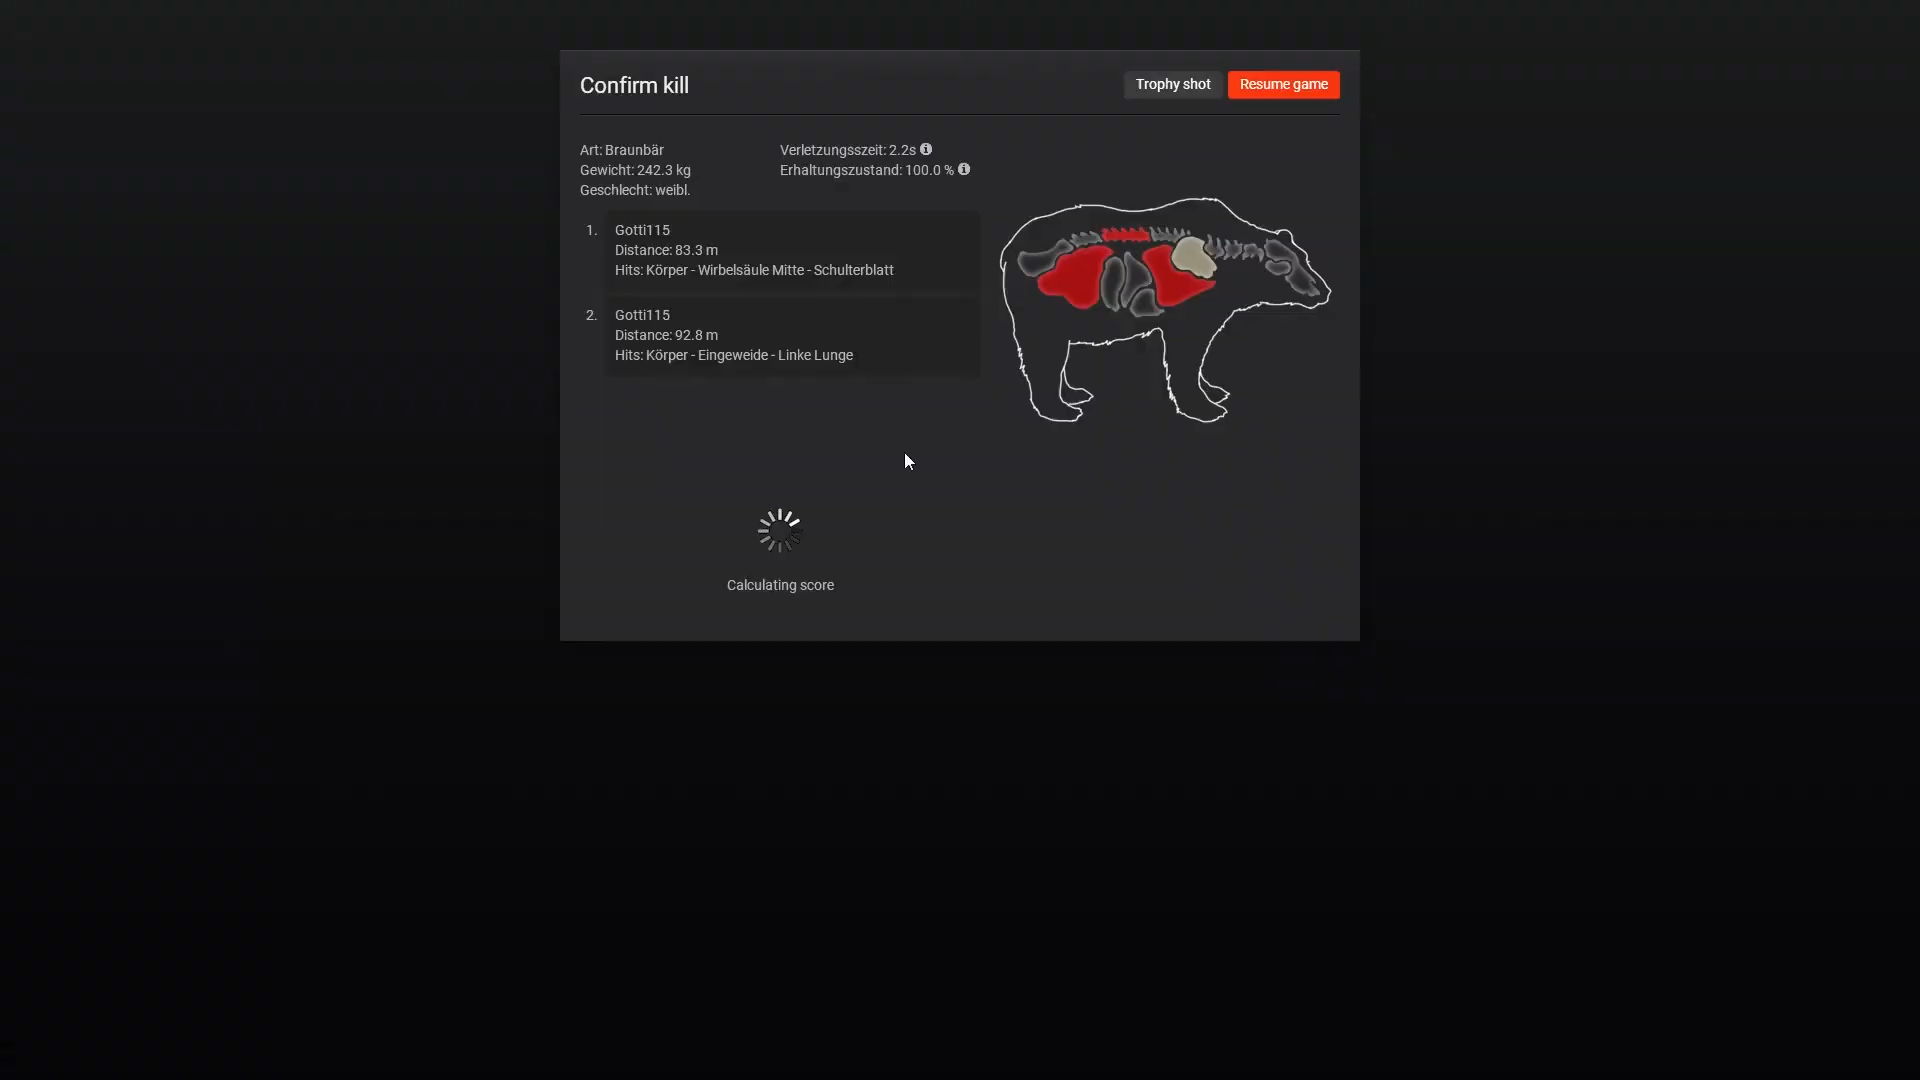 Confirm kill
Trophy shot
Resume game
Art: Braunbär
Gewicht: 242.3 kg
Geschlecht: weibl.
Verletzungsszeit: 2.2s
Erhaltungszustand: 100.0 %
1.
Gotti115
Distance: 83.3 m
Hits: Körper - Wirbelsäule Mitte - Schulterblatt
2.
Gotti115
Distance: 92.8 m
Hits: Körper - Eingeweide - Linke Lunge
Calculating score